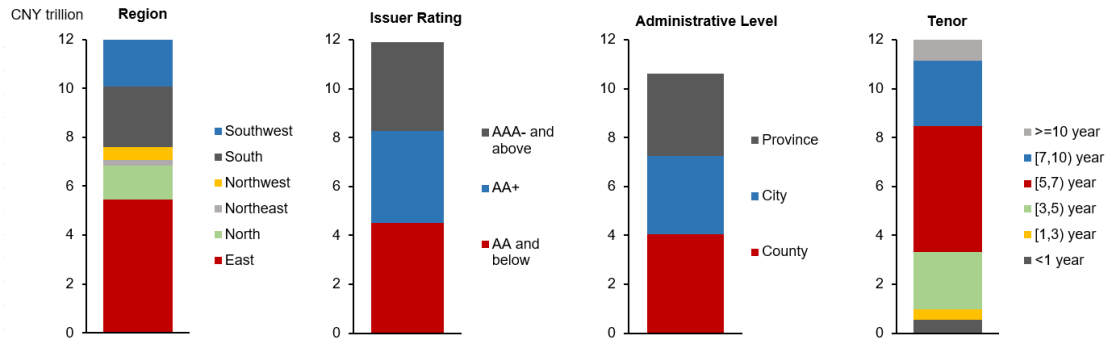 CNY trillion
Region
12
10
8
6
4
2
0
Southwest
South
Northwest
Northeast
North
East
Issuer Rating
12
10
8
6
4
2
0
AAA- and
above
AA+
AA and
below
Administrative Level
12
10
8
6
4
2
0
Province
City
County
Tenor
12
10
8
6
4
2
0
>=10 year
[7,10) year
[5,7) year
[3,5) year
[1,3) year
<1 year